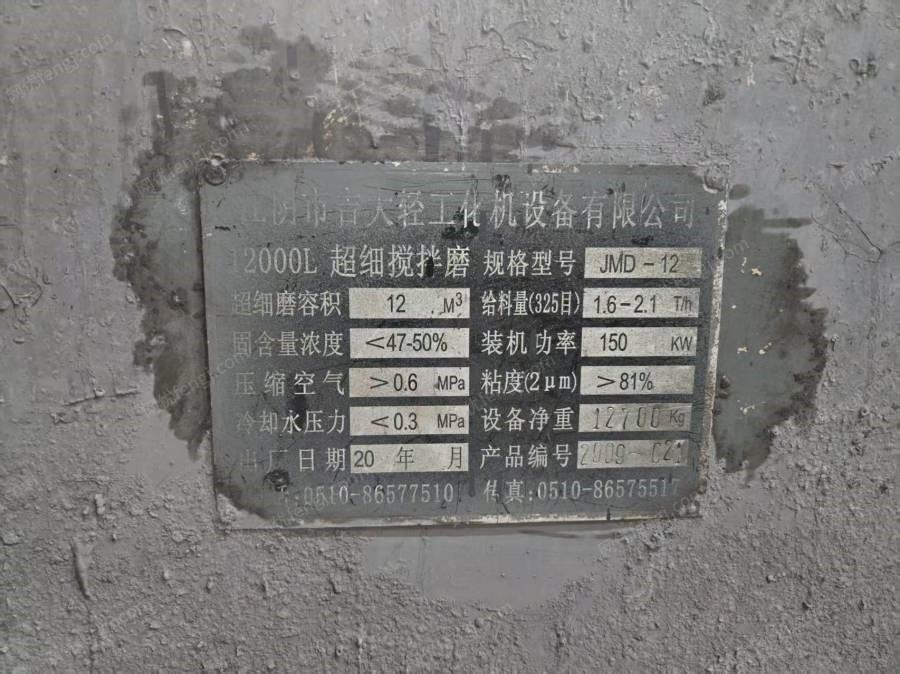 江阴市吉大轻工化机设备有限公司
12000L 超细搅拌磨 规格型号 JMD-12
超细磨容积 12 M³ 给料量(325目) 1.6-2.1 T/h
固含量浓度 <47-50% 装机功率 150 KW
压缩空气 >0.6 MPa 粘度(2μm) >81%
冷却水压力 <0.3 MPa 设备净重 12700 Kg
出厂日期 20 年 月 产品编号 2009-C21
:0510-86577510 传真:0510-86575517